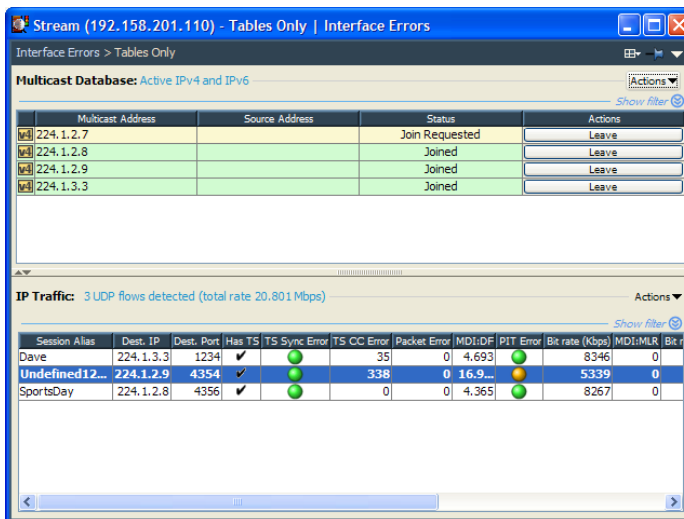 Stream (192.158.201.110) - Tables Only | Interface Errors
Interface Errors > Tables Only
Multicast Database: Active IPv4 and IPv6 Actions
Show filter
Multicast Address Source Address Status Actions
v4 224.1.2.7 Join Requested Leave
v4 224.1.2.8 Joined Leave
v4 224.1.2.9 Joined Leave
v4 224.1.3.3 Joined Leave
IP Traffic: 3 UDP flows detected (total rate 20.801 Mbps) Actions
Show filter
Session Alias Dest. IP Dest. Port Has TS TS Sync Error TS CC Error Packet Error MDI:DF PIT Error Bit rate (Kbps) MDI:MLR Bit r
Dave 224.1.3.3 1234 ✔ 35 0 4.693 8346 0
Undefined12... 224.1.2.9 4354 ✔ 338 0 16.9... 5339 0
SportsDay 224.1.2.8 4356 ✔ 0 0 4.365 8267 0